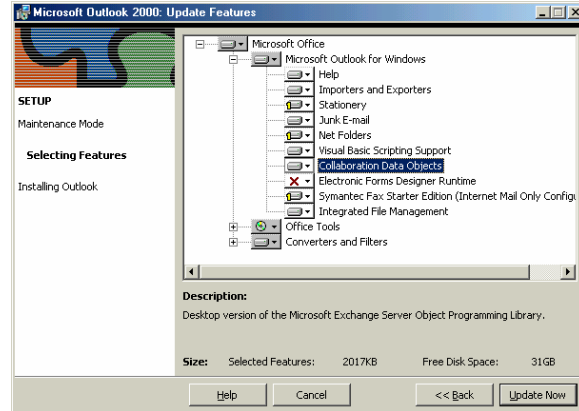 Microsoft Outlook 2000: Update Features
SETUP
Maintenance Mode
Selecting Features
Installing Outlook
Microsoft Office
Microsoft Outlook for Windows
Help
Importers and Exporters
Stationery
Junk E-mail
Net Folders
Visual Basic Scripting Support
Collaboration Data Objects
Electronic Forms Designer Runtime
Symantec Fax Starter Edition (Internet Mail Only Configu
Integrated File Management
Office Tools
Converters and Filters
Description:
Desktop version of the Microsoft Exchange Server Object Programming Library.
Size: Selected Features: 2017KB Free Disk Space: 31GB
Help Cancel << Back Update Now